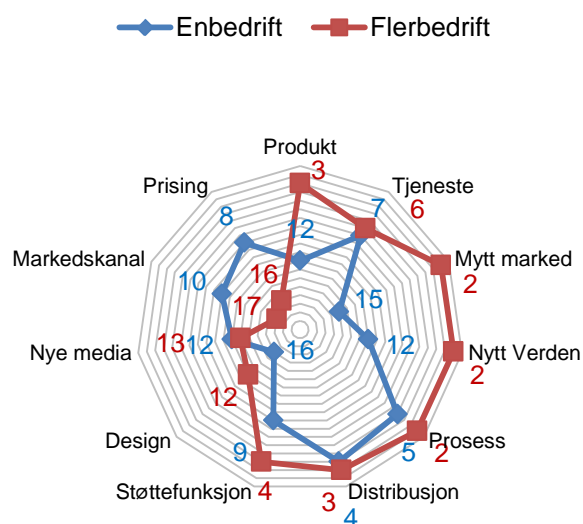 Enbedrift Flerbedrift
Produkt
3
Prising Tjeneste
8 7 6
12
Markedskanal Mytt marked
16 2
10 15
17
Nye media 13 12 16 12 Nytt Verden
2
12
Design Prosess
9 5 2
Støttefunksjon 4 3 Distribusjon
4